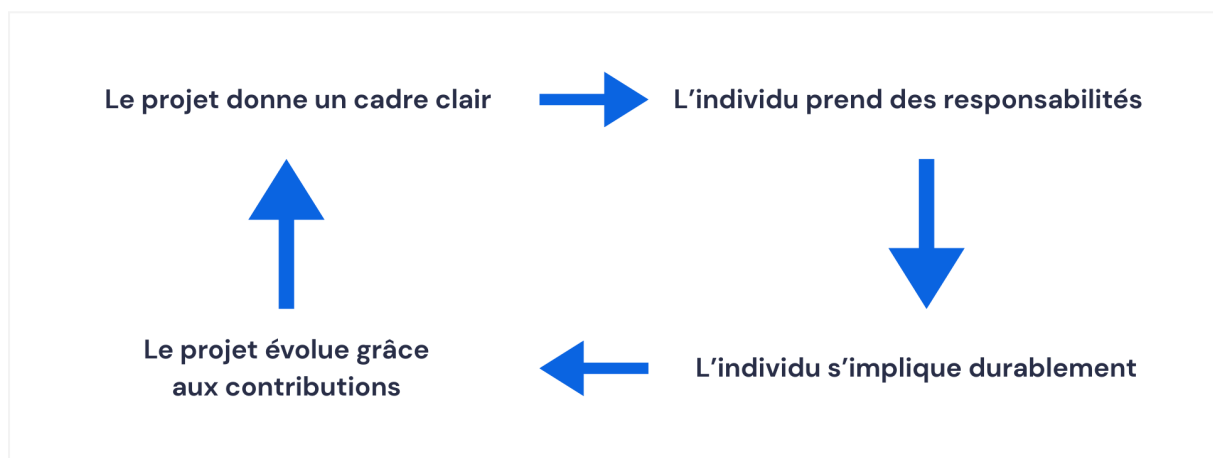 Le projet donne un cadre clair
L’individu prend des responsabilités
Le projet évolue grâce
aux contributions
L’individu s’implique durablement